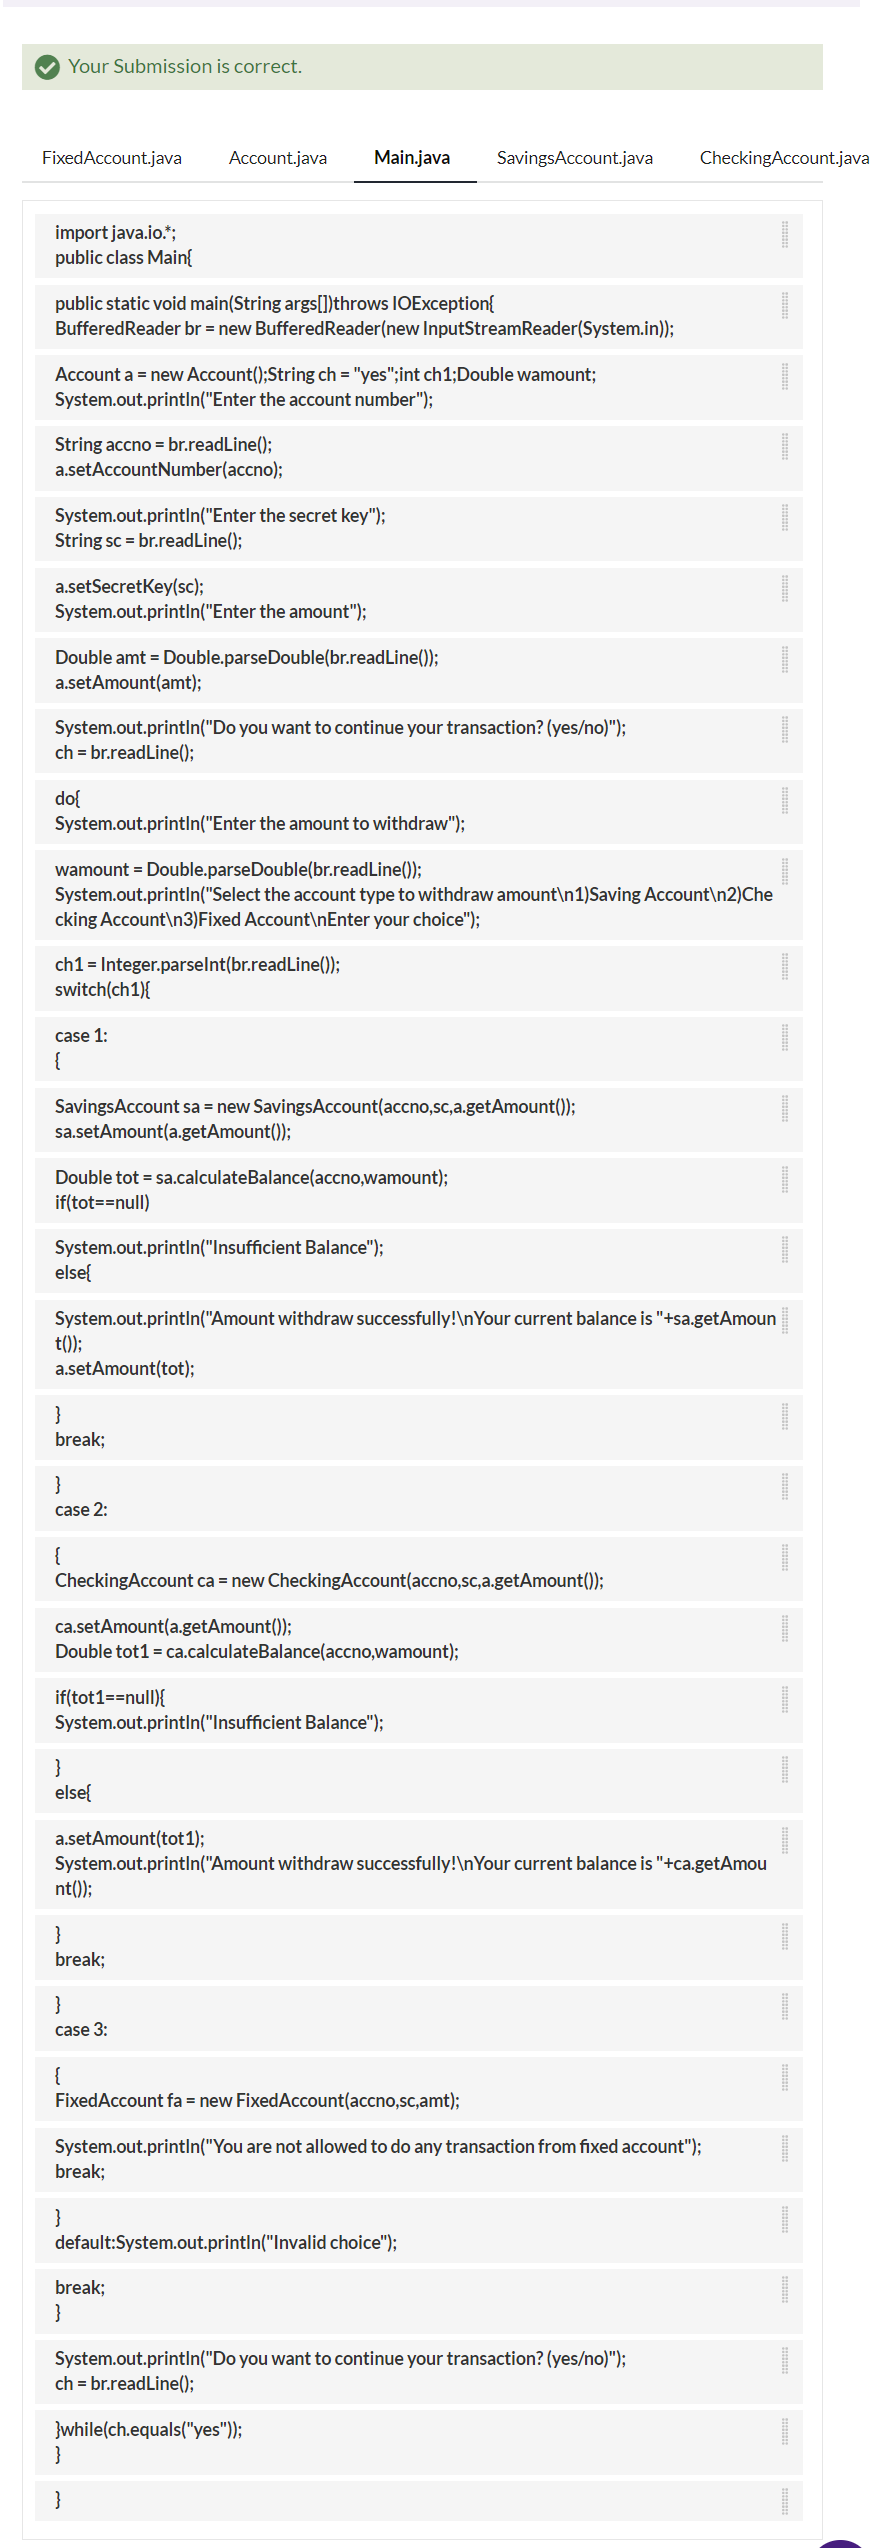 Your Submission is correct.
FixedAccount.java Account.java Main.java SavingsAccount.java CheckingAccount.java
import java.io.*;
public class Main{
public static void main(String args[])throws IOException{
BufferedReader br = new BufferedReader(new InputStreamReader(System.in));
Account a = new Account();String ch = "yes";int ch1;Double wamount;
System.out.println("Enter the account number");
String accno = br.readLine();
a.setAccountNumber(accno);
System.out.println("Enter the secret key");
String sc = br.readLine();
a.setSecretKey(sc);
System.out.println("Enter the amount");
Double amt = Double.parseDouble(br.readLine());
a.setAmount(amt);
System.out.println("Do you want to continue your transaction? (yes/no)");
ch = br.readLine();
do{
System.out.println("Enter the amount to withdraw");
wamount = Double.parseDouble(br.readLine());
System.out.println("Select the account type to withdraw amount\n1)Saving Account\n2)Che
cking Account\n3)Fixed Account\nEnter your choice");
ch1 = Integer.parseInt(br.readLine());
switch(ch1){
case 1:
{
SavingsAccount sa = new SavingsAccount(accno,sc,a.getAmount());
sa.setAmount(a.getAmount());
Double tot = sa.calculateBalance(accno,wamount);
if(tot==null)
System.out.println("Insufficient Balance");
else{
System.out.println("Amount withdraw successfully!\nYour current balance is "+sa.getAmoun
t());
a.setAmount(tot);
}
break;
}
case 2:
{
CheckingAccount ca = new CheckingAccount(accno,sc,a.getAmount());
ca.setAmount(a.getAmount());
Double tot1 = ca.calculateBalance(accno,wamount);
if(tot1==null){
System.out.println("Insufficient Balance");
}
else{
a.setAmount(tot1);
System.out.println("Amount withdraw successfully!\nYour current balance is "+ca.getAmou
nt());
}
break;
}
case 3:
{
FixedAccount fa = new FixedAccount(accno,sc,amt);
System.out.println("You are not allowed to do any transaction from fixed account");
break;
}
default:System.out.println("Invalid choice");
break;
}
System.out.println("Do you want to continue your transaction? (yes/no)");
ch = br.readLine();
}while(ch.equals("yes"));
}
}